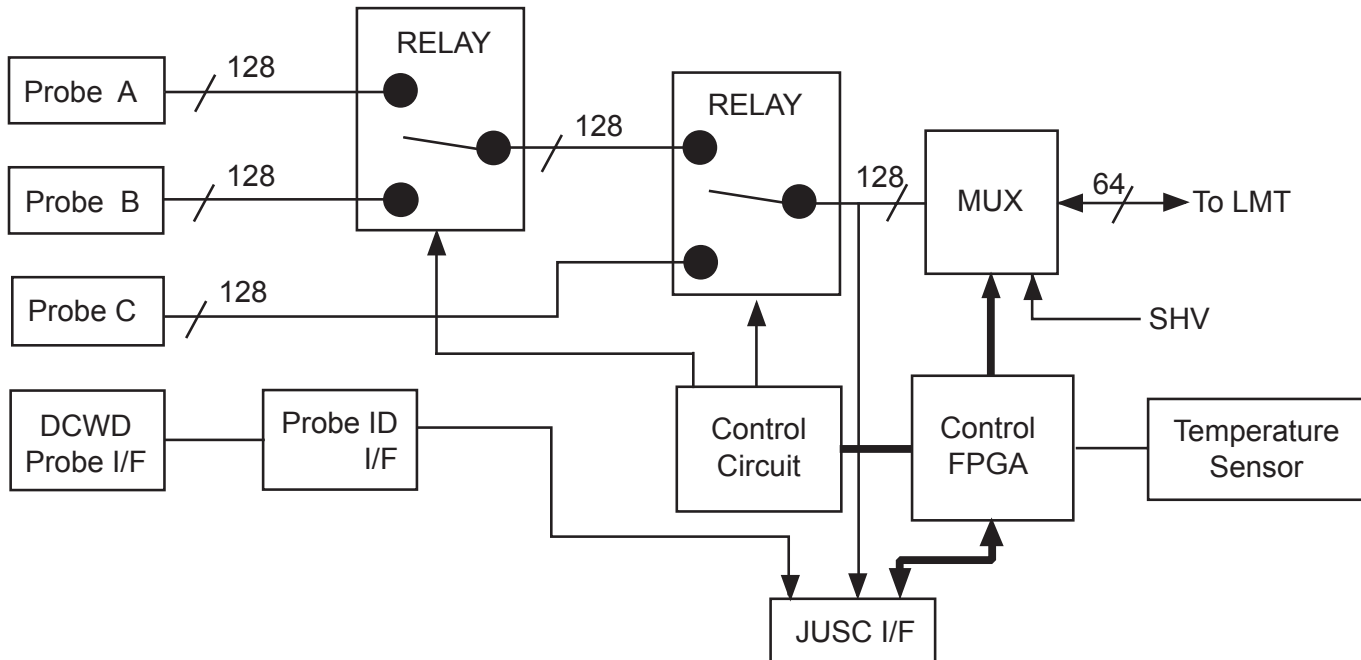 RELAY
128
Probe A
RELAY
128
128
Probe B
128
MUX
64
To LMT
128
Probe C
SHV
DCWD
Probe I/F
Probe ID
I/F
Control
Circuit
Control
FPGA
Temperature
Sensor
JUSC I/F